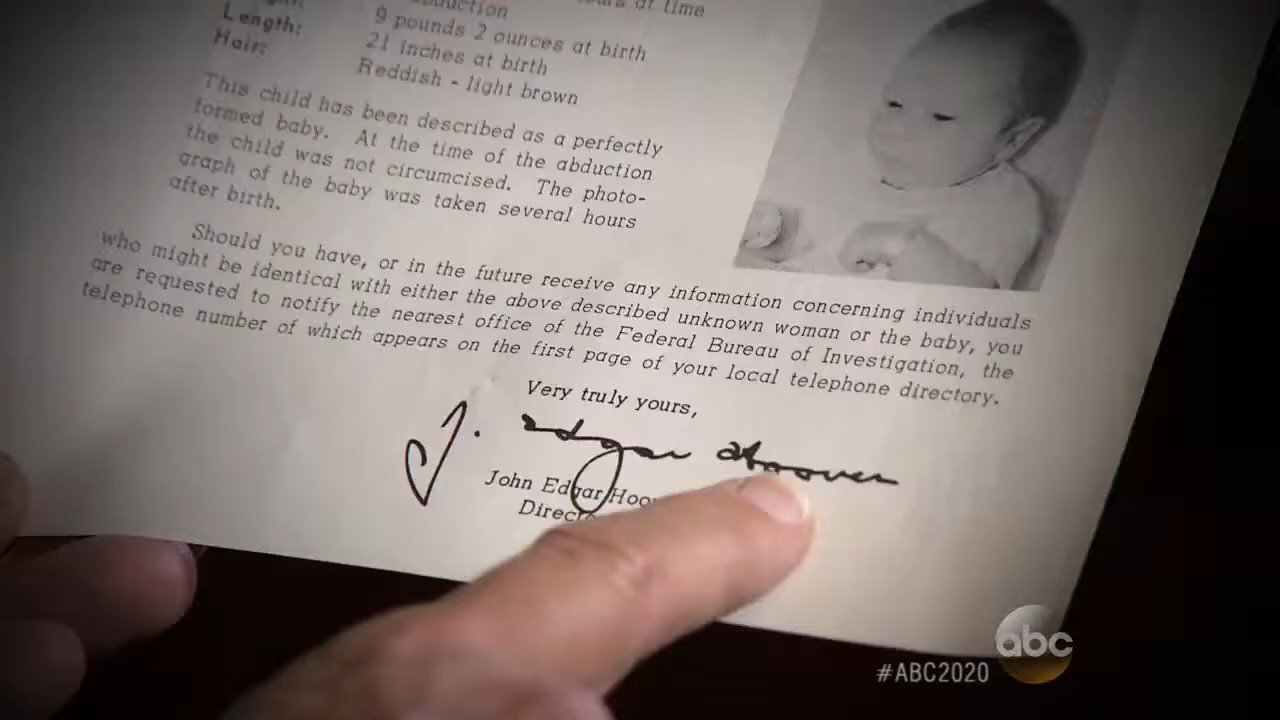 abduction
9 pounds 2 ounces at birth
Length: 21 inches at birth
Hair: Reddish - light brown
This child has been described as a perfectly
formed baby. At the time of the abduction
the child was not circumcised. The photo-
graph of the baby was taken several hours
after birth.
Should you have, or in the future receive any information concerning individuals
who might be identical with either the above described unknown woman or the baby, you
are requested to notify the nearest office of the Federal Bureau of Investigation, the
telephone number of which appears on the first page of your local telephone directory.
Very truly yours,
J. Edgar Hoover
John Edgar
abc
#ABC2020